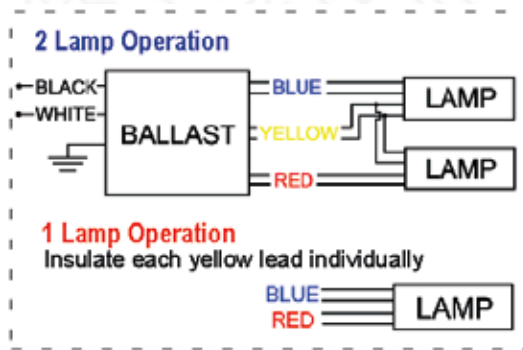 2 Lamp Operation
BLACK
BLUE
LAMP
WHITE
BALLAST
YELLOW
LAMP
RED
1 Lamp Operation
Insulate each yellow lead individually
BLUE
RED
LAMP